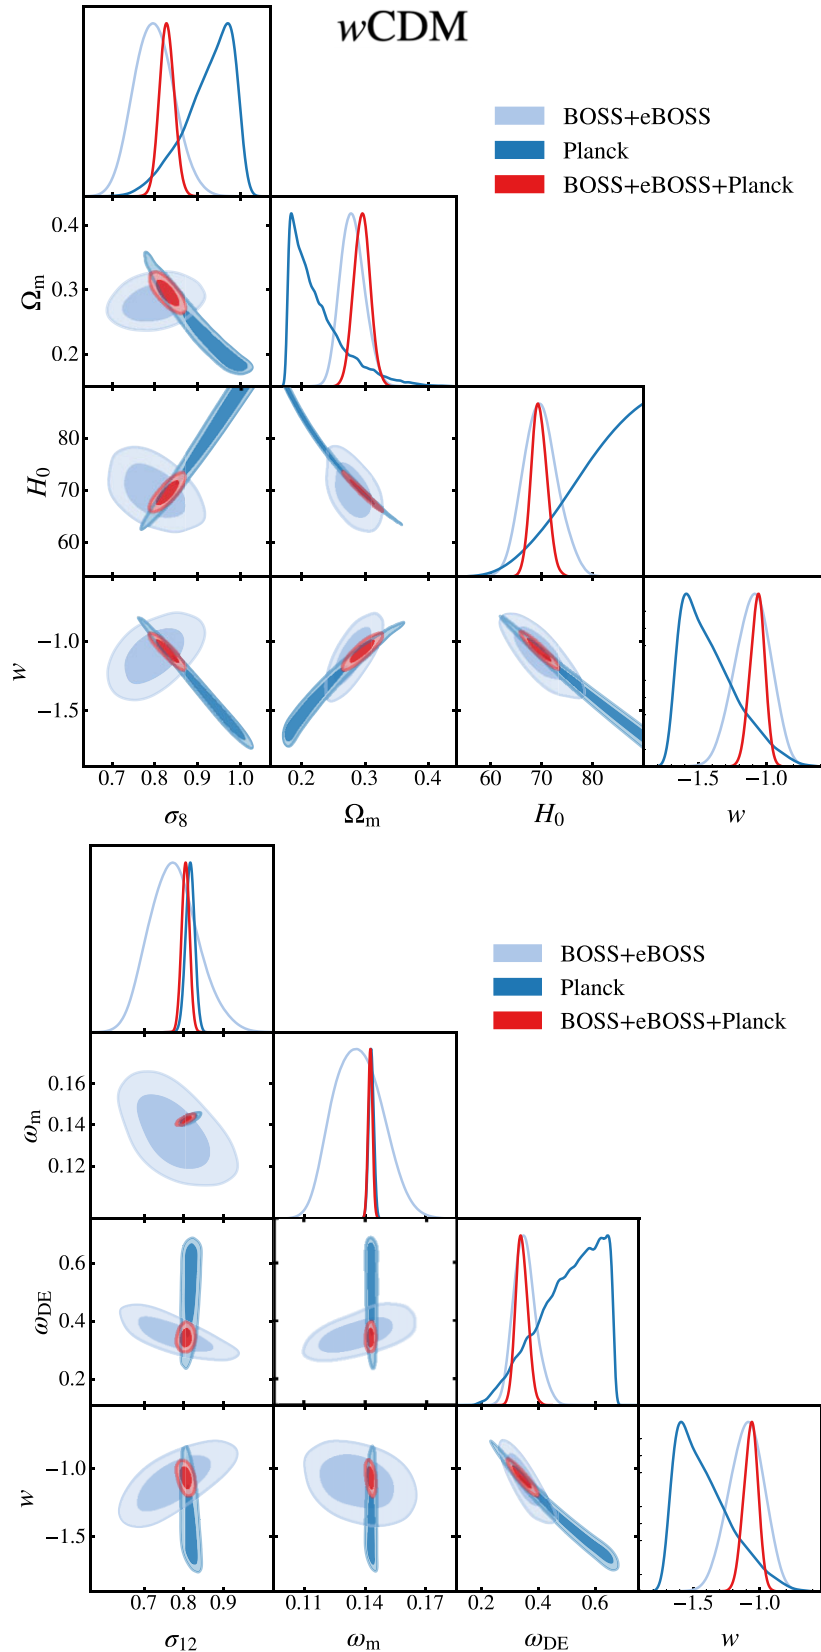 wCDM
BOSS+eBOSS
Planck
BOSS+eBOSS+Planck
0.4
Ωm
0.3
0.2
80
H0
70
60
−1.0
w
−1.5
0.7 0.8 0.9 1.0 0.2 0.3 0.4 60 70 80 −1.5 −1.0
σ8 Ωm H0 w
BOSS+eBOSS
Planck
BOSS+eBOSS+Planck
0.16
ωm
0.14
0.12
0.6
ωDE
0.4
0.2
−1.0
w
−1.5
0.7 0.8 0.9 0.11 0.14 0.17 0.2 0.4 0.6 −1.5 −1.0
σ12 ωm ωDE w